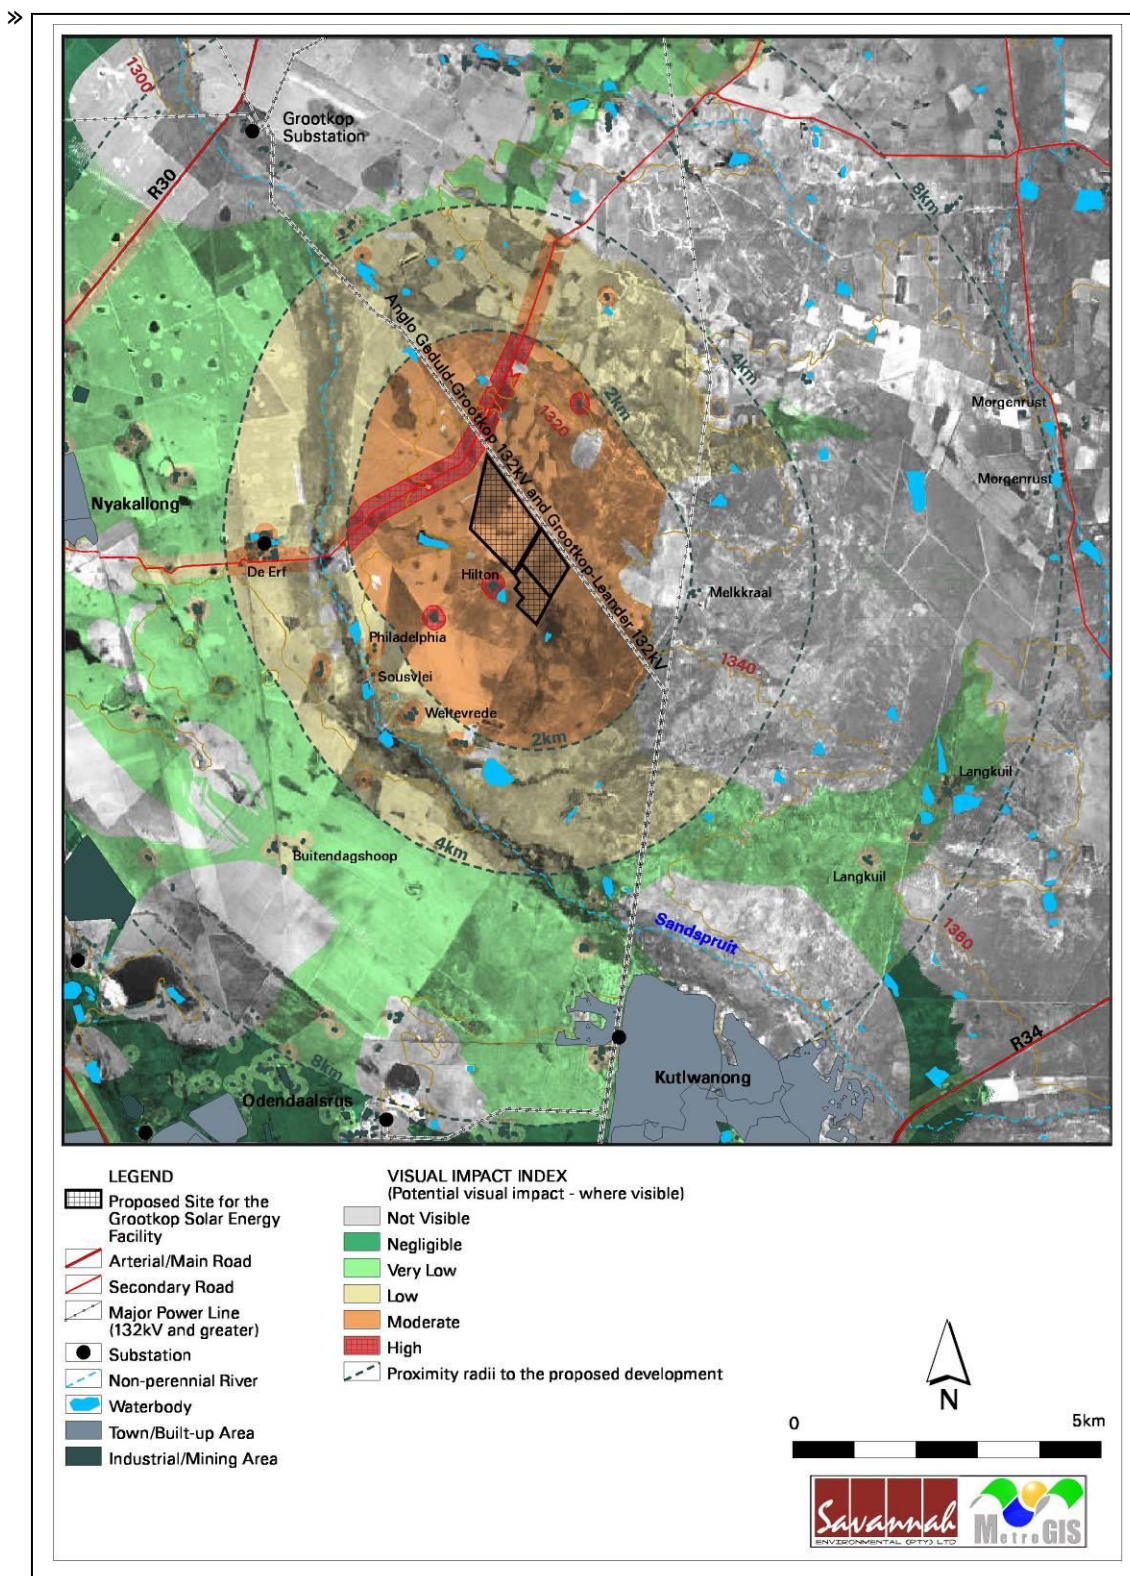 »
1300
Grootkop
Substation
R30
8km
Anglo Geduld-Grootkop 132kV and Grootkop-Leander 132kV
4km
2km
1320
Morgenrust
Morgenrust
Nyakallong
De Erf
Hilton
Melkkraal
Philadelphia
1340
Sousvlei
Weltevrede
2km
Langkuil
4km
Buitendagshoop
Langkuil
Sandspruit
1360
R34
8km
Kutlwanong
Odendaalsrus
LEGEND
Proposed Site for the
Grootkop Solar Energy
Facility
Arterial/Main Road
Secondary Road
Major Power Line
(132kV and greater)
Substation
Non-perennial River
Waterbody
Town/Built-up Area
Industrial/Mining Area
VISUAL IMPACT INDEX
(Potential visual impact - where visible)
Not Visible
Negligible
Very Low
Low
Moderate
High
Proximity radii to the proposed development
N
0 5km
Savannah
ENVIRONMENTAL (PTY) LTD
MetroGIS